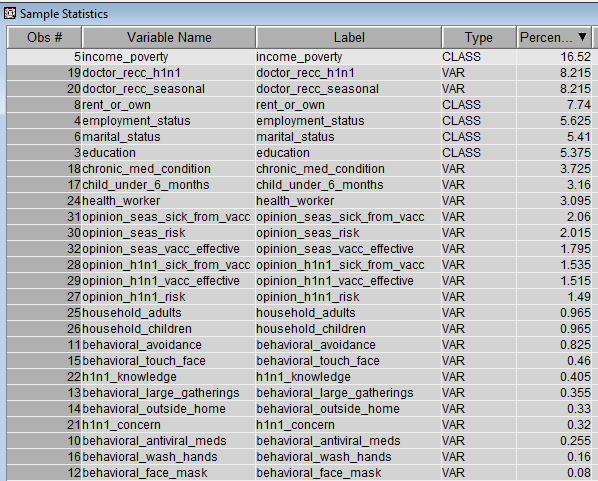 Sample Statistics
Obs # Variable Name Label Type Percen... ▼
5 income_poverty income_poverty CLASS 16.52
19 doctor_recc_h1n1 doctor_recc_h1n1 VAR 8.215
20 doctor_recc_seasonal doctor_recc_seasonal VAR 8.215
8 rent_or_own rent_or_own CLASS 7.74
4 employment_status employment_status CLASS 5.625
6 marital_status marital_status CLASS 5.41
3 education education CLASS 5.375
18 chronic_med_condition chronic_med_condition VAR 3.725
17 child_under_6_months child_under_6_months VAR 3.16
24 health_worker health_worker VAR 3.095
31 opinion_seas_sick_from_vacc opinion_seas_sick_from_vacc VAR 2.06
30 opinion_seas_risk opinion_seas_risk VAR 2.015
32 opinion_seas_vacc_effective opinion_seas_vacc_effective VAR 1.795
28 opinion_h1n1_sick_from_vacc opinion_h1n1_sick_from_vacc VAR 1.535
29 opinion_h1n1_vacc_effective opinion_h1n1_vacc_effective VAR 1.515
27 opinion_h1n1_risk opinion_h1n1_risk VAR 1.49
25 household_adults household_adults VAR 0.965
26 household_children household_children VAR 0.965
11 behavioral_avoidance behavioral_avoidance VAR 0.825
15 behavioral_touch_face behavioral_touch_face VAR 0.46
22 h1n1_knowledge h1n1_knowledge VAR 0.405
13 behavioral_large_gatherings behavioral_large_gatherings VAR 0.355
14 behavioral_outside_home behavioral_outside_home VAR 0.33
21 h1n1_concern h1n1_concern VAR 0.32
10 behavioral_antiviral_meds behavioral_antiviral_meds VAR 0.255
16 behavioral_wash_hands behavioral_wash_hands VAR 0.16
12 behavioral_face_mask behavioral_face_mask VAR 0.08